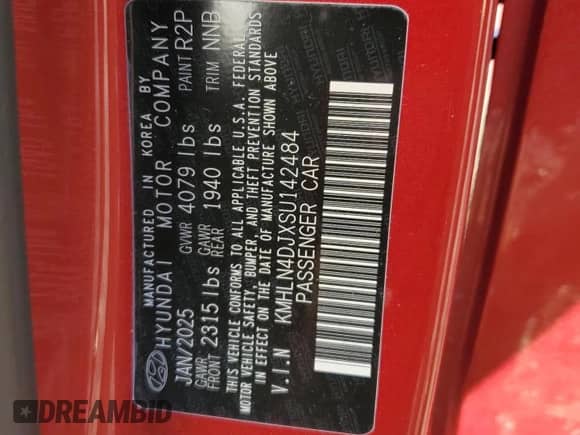 MANUFACTURED IN KOREA BY
HYUNDAI MOTOR COMPANY
JAN/2025 GVWR 4079 lbs PAINT R2P
GAWR FRONT 2315 lbs GAWR REAR 1940 lbs TRIM NNB
THIS VEHICLE CONFORMS TO ALL APPLICABLE U.S.A. FEDERAL
MOTOR VEHICLE SAFETY, BUMPER, AND THEFT PREVENTION STANDARDS
IN EFFECT ON THE DATE OF MANUFACTURE SHOWN ABOVE
V.I.N KMHLN4DJXSU142484
PASSENGER CAR
HYUNDAI
DREAMBID